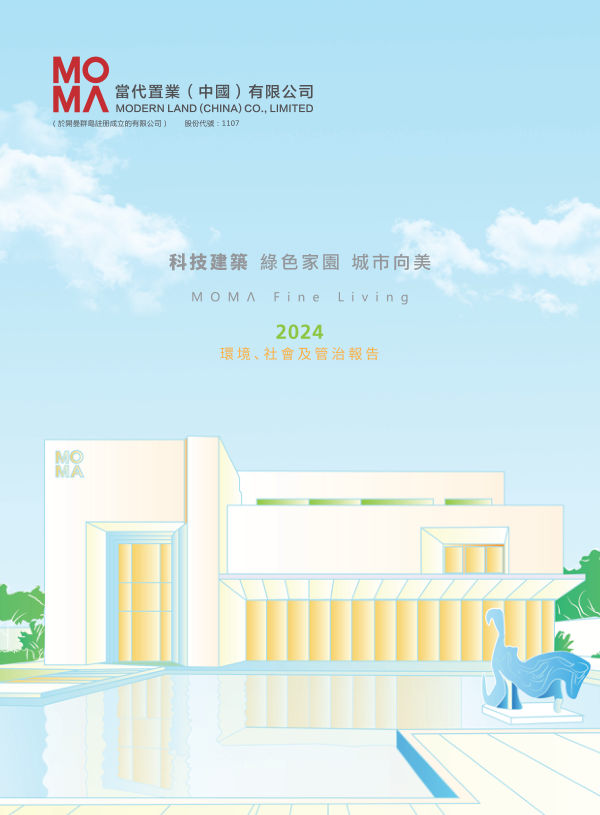 MO
MA
當代置業（中國）有限公司
MODERN LAND (CHINA) CO., LIMITED
（於開曼群島註冊成立的有限公司） 股份代號：1107
科技建築 綠色家園 城市向美
MOMΛ Fine Living
2024
環境、社會及管治報告
MO
MA